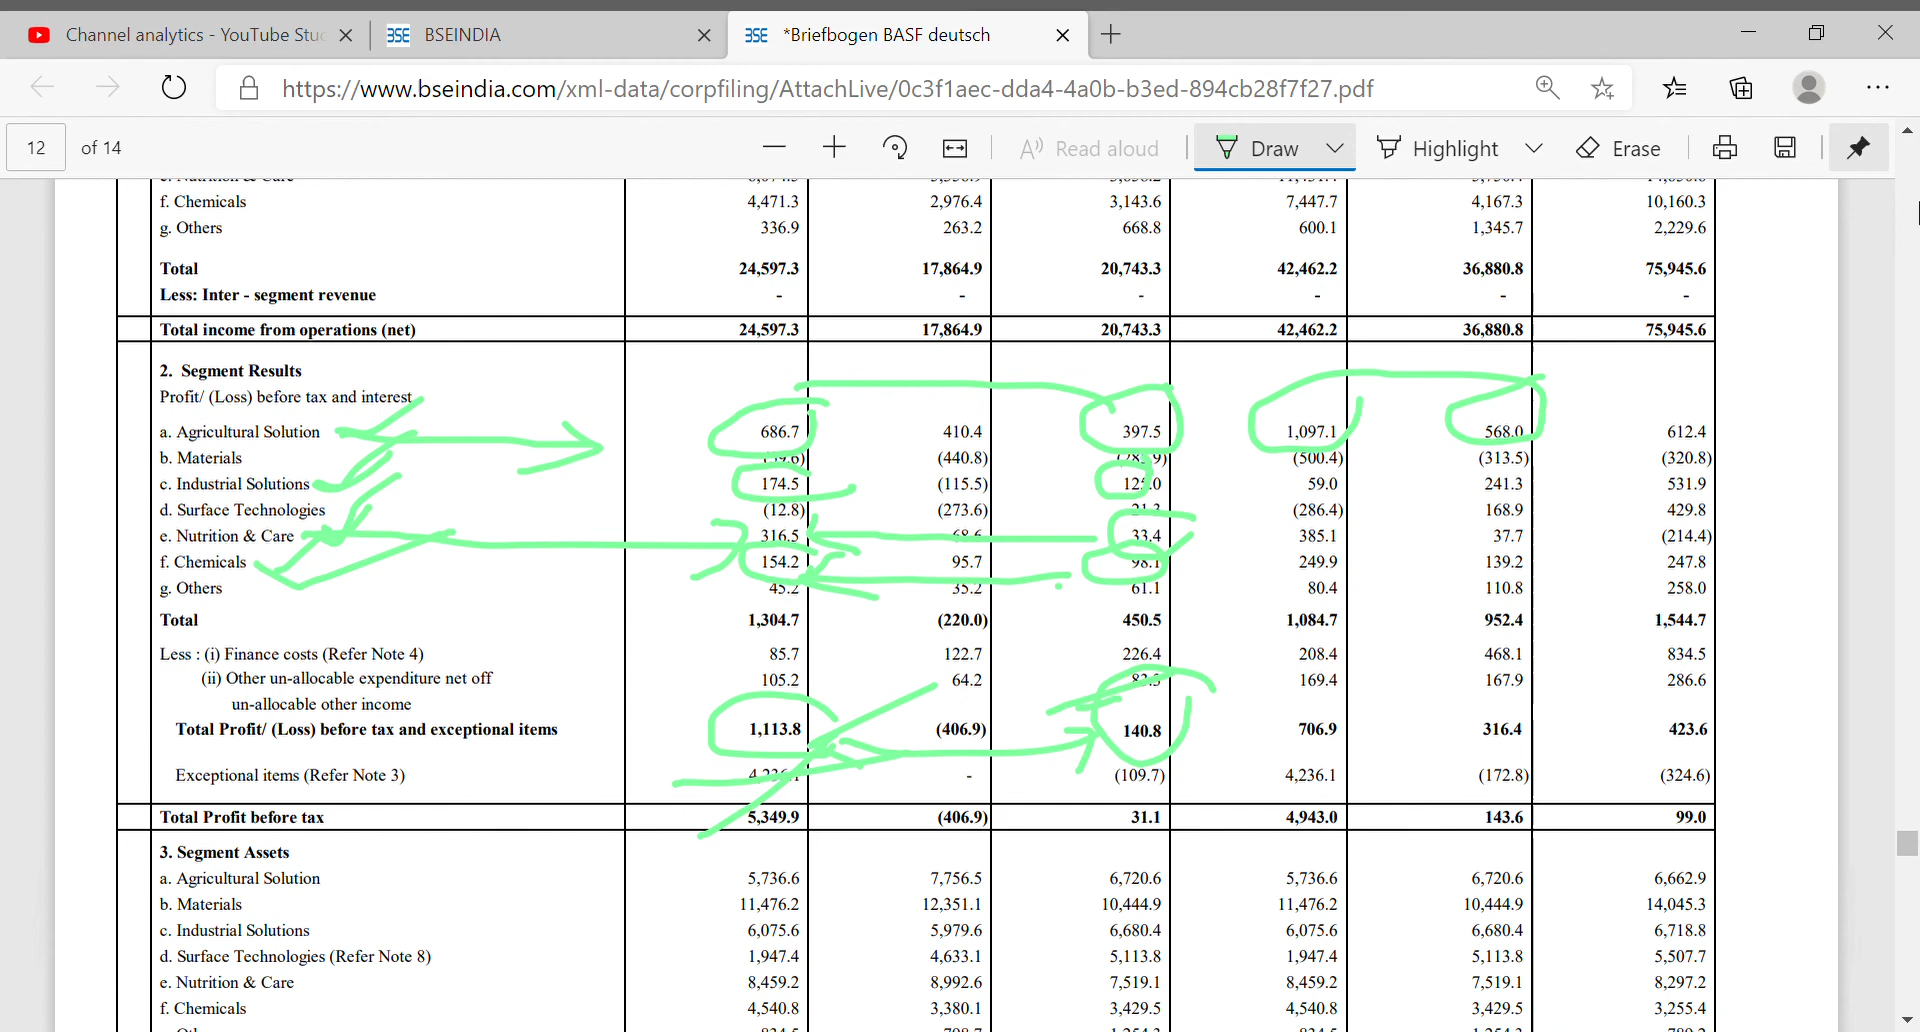 Channel analytics - YouTube Stu
BSEINDIA
*Briefbogen BASF deutsch
https://www.bseindia.com/xml-data/corpfiling/AttachLive/0c3f1aec-dda4-4a0b-b3ed-894cb28f7f27.pdf
12 of 14 Read aloud Draw Highlight Erase
f. Chemicals 4,471.3 2,976.4 3,143.6 7,447.7 4,167.3 10,160.3
g. Others 336.9 263.2 668.8 600.1 1,345.7 2,229.6
Total 24,597.3 17,864.9 20,743.3 42,462.2 36,880.8 75,945.6
Less: Inter - segment revenue - - - - - -
Total income from operations (net) 24,597.3 17,864.9 20,743.3 42,462.2 36,880.8 75,945.6
2. Segment Results
Profit/ (Loss) before tax and interest
a. Agricultural Solution 686.7 410.4 397.5 1,097.1 568.0 612.4
b. Materials (440.8) (500.4) (313.5) (320.8)
c. Industrial Solutions 174.5 (115.5) 59.0 241.3 531.9
d. Surface Technologies (12.8) (273.6) (286.4) 168.9 429.8
e. Nutrition & Care 316.5 68.6 33.4 385.1 37.7 (214.4)
f. Chemicals 154.2 95.7 98.1 249.9 139.2 247.8
g. Others 45.2 35.2 61.1 80.4 110.8 258.0
Total 1,304.7 (220.0) 450.5 1,084.7 952.4 1,544.7
Less : (i) Finance costs (Refer Note 4) 85.7 122.7 226.4 208.4 468.1 834.5
(ii) Other un-allocable expenditure net off 105.2 64.2 169.4 167.9 286.6
un-allocable other income
Total Profit/ (Loss) before tax and exceptional items 1,113.8 (406.9) 140.8 706.9 316.4 423.6
Exceptional items (Refer Note 3) 4,236.1 - (109.7) 4,236.1 (172.8) (324.6)
Total Profit before tax 5,349.9 (406.9) 31.1 4,943.0 143.6 99.0
3. Segment Assets
a. Agricultural Solution 5,736.6 7,756.5 6,720.6 5,736.6 6,720.6 6,662.9
b. Materials 11,476.2 12,351.1 10,444.9 11,476.2 10,444.9 14,045.3
c. Industrial Solutions 6,075.6 5,979.6 6,680.4 6,075.6 6,680.4 6,718.8
d. Surface Technologies (Refer Note 8) 1,947.4 4,633.1 5,113.8 1,947.4 5,113.8 5,507.7
e. Nutrition & Care 8,459.2 8,992.6 7,519.1 8,459.2 7,519.1 8,297.2
f. Chemicals 4,540.8 3,380.1 3,429.5 4,540.8 3,429.5 3,255.4